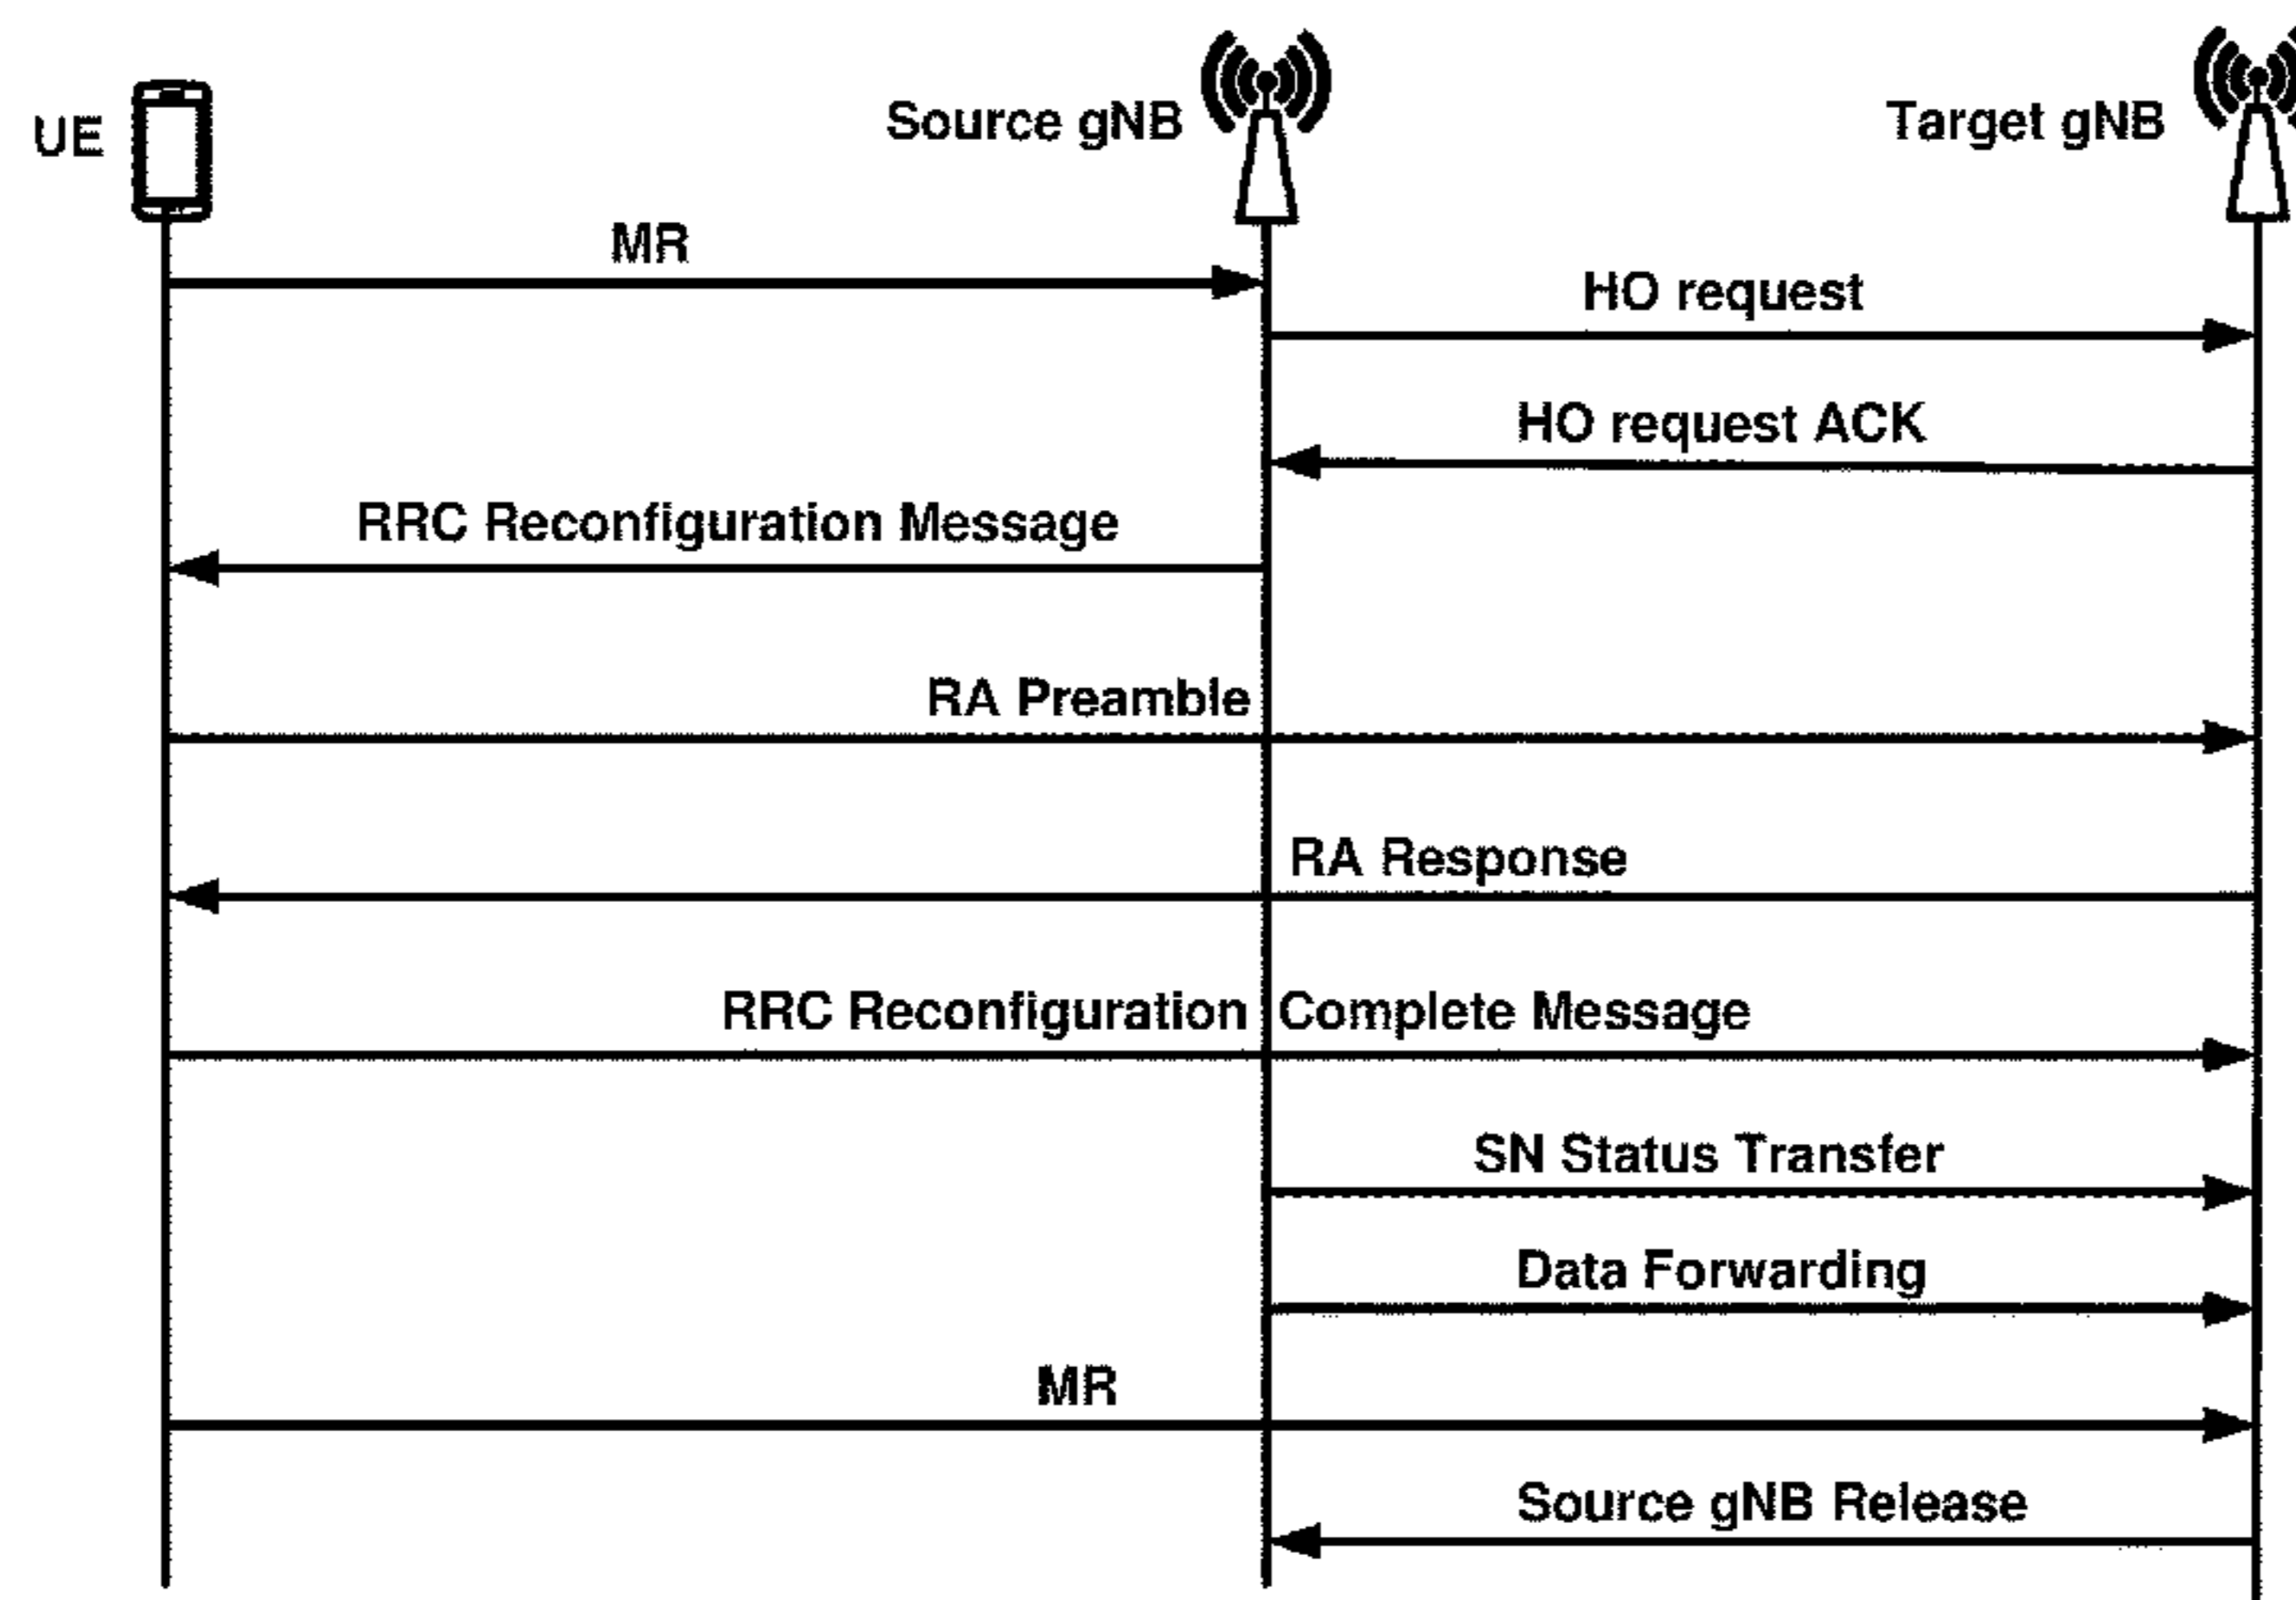 UE
Source gNB
Target gNB
MR
HO request
HO request ACK
RRC Reconfiguration Message
RA Preamble
RA Response
RRC Reconfiguration Complete Message
SN Status Transfer
Data Forwarding
MR
Source gNB Release